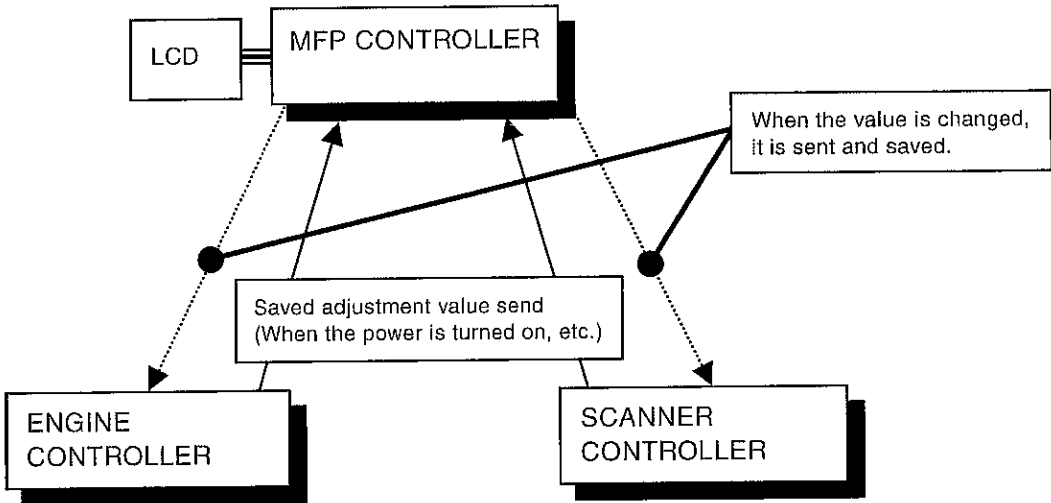 LCD
MFP CONTROLLER
When the value is changed,
it is sent and saved.
Saved adjustment value send
(When the power is turned on, etc.)
ENGINE
CONTROLLER
SCANNER
CONTROLLER